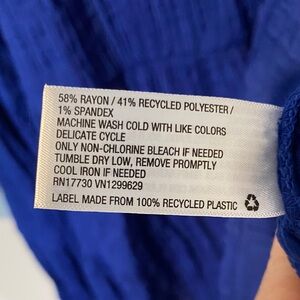 58% RAYON / 41% RECYCLED POLYESTER /
1% SPANDEX
MACHINE WASH COLD WITH LIKE COLORS
DELICATE CYCLE
ONLY NON-CHLORINE BLEACH IF NEEDED
TUMBLE DRY LOW, REMOVE PROMPTLY
COOL IRON IF NEEDED
RN17730 VN1299629
LABEL MADE FROM 100% RECYCLED PLASTIC